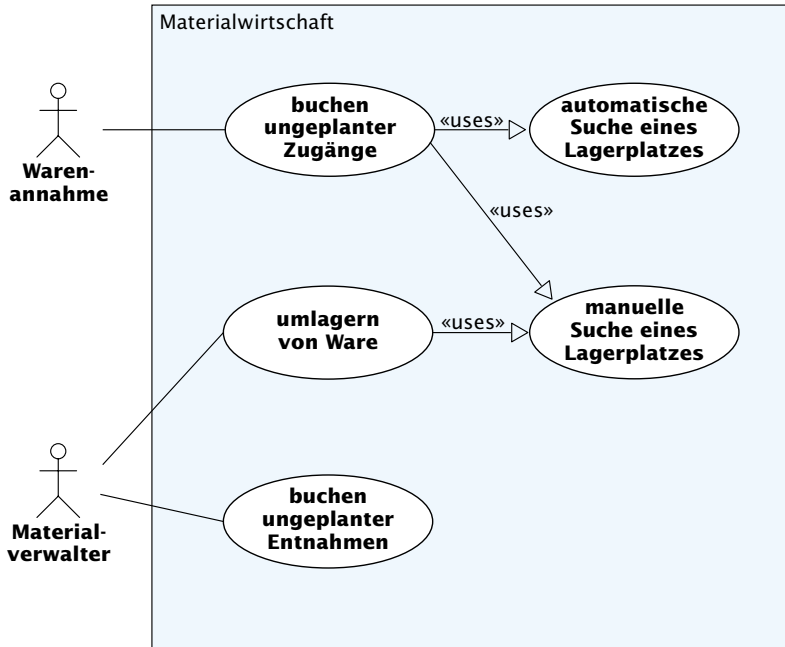 Materialwirtschaft
buchen
ungeplanter
Zugänge
«uses»
automatische
Suche eines
Lagerplatzes
Waren-
annahme
«uses»
umlagern
von Ware
«uses»
manuelle
Suche eines
Lagerplatzes
Material-
verwalter
buchen
ungeplanter
Entnahmen